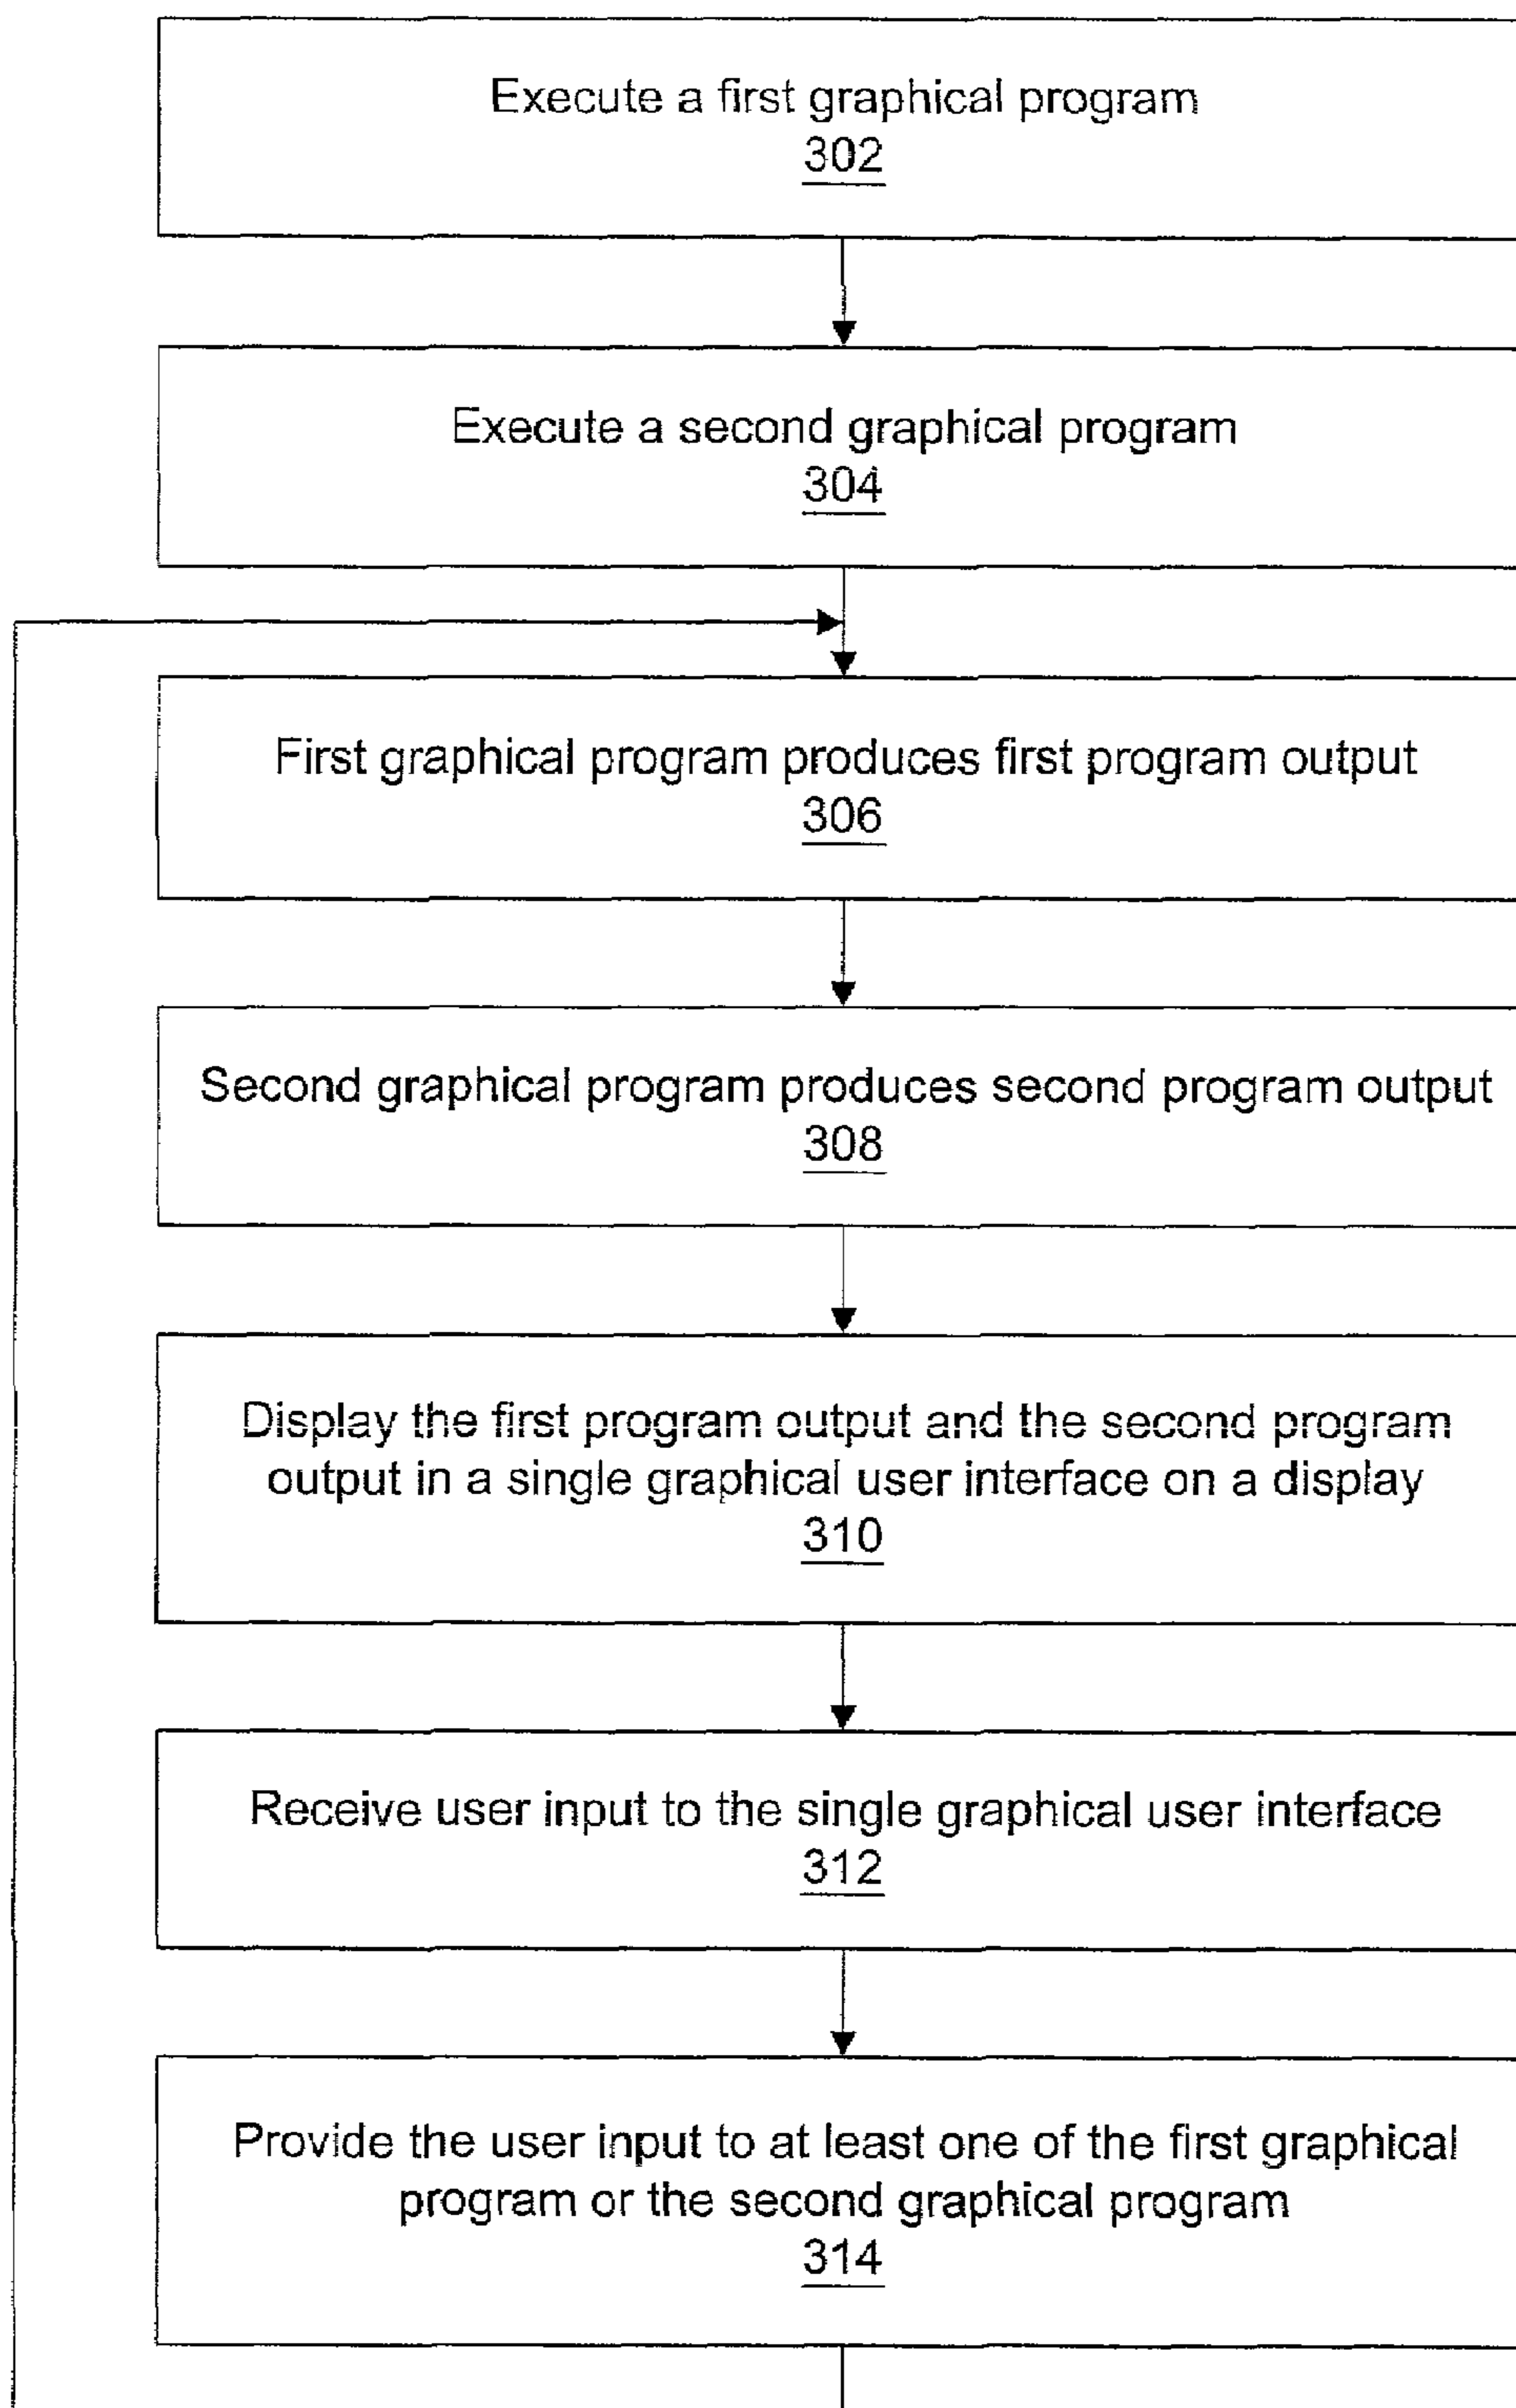 Execute a first graphical program
302
Execute a second graphical program
304
First graphical program produces first program output
306
Second graphical program produces second program output
308
Display the first program output and the second program
output in a single graphical user interface on a display
310
Receive user input to the single graphical user interface
312
Provide the user input to at least one of the first graphical
program or the second graphical program
314